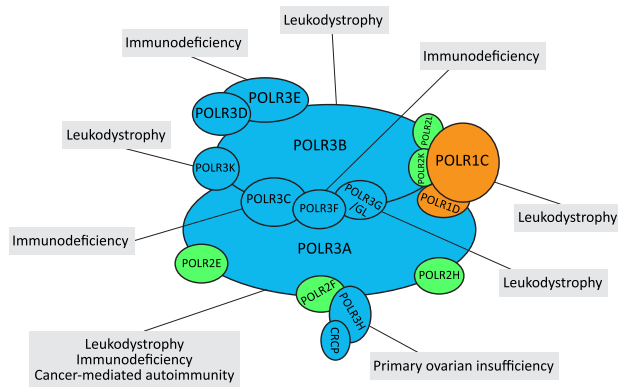 Leukodystrophy
Immunodeficiency
Immunodeficiency
POLR3E
POLR3D
POLR2L
Leukodystrophy
POLR3B
POLR1C
POLR3K
POLR2K
POLR3C
POLR3G
/GL
POLR3F
POLR1D
Leukodystrophy
Immunodeficiency
POLR3A
POLR2E
POLR2H
Leukodystrophy
POLR2F
POLR3H
CRCP
Leukodystrophy
Immunodeficiency
Cancer-mediated autoimmunity
Primary ovarian insufficiency